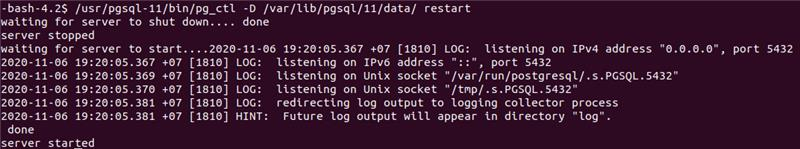 -bash-4.2$ /usr/pgsql-11/bin/pg_ctl -D /var/lib/pgsql/11/data/ restart
waiting for server to shut down.... done
server stopped
waiting for server to start....2020-11-06 19:20:05.367 +07 [1810] LOG:  listening on IPv4 address "0.0.0.0", port 5432
2020-11-06 19:20:05.367 +07 [1810] LOG:  listening on IPv6 address "::", port 5432
2020-11-06 19:20:05.369 +07 [1810] LOG:  listening on Unix socket "/var/run/postgresql/.s.PGSQL.5432"
2020-11-06 19:20:05.370 +07 [1810] LOG:  listening on Unix socket "/tmp/.s.PGSQL.5432"
2020-11-06 19:20:05.381 +07 [1810] LOG:  redirecting log output to logging collector process
2020-11-06 19:20:05.381 +07 [1810] HINT:  Future log output will appear in directory "log".
 done
server started